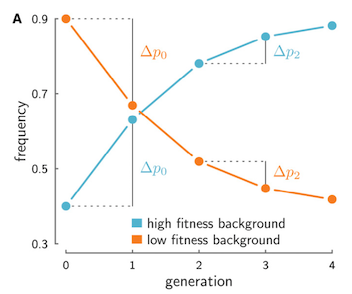 A
0.9
0.7
0.5
0.3
frequency
Δp₀
Δp₂
Δp₀
Δp₂
high fitness background
low fitness background
0 1 2 3 4
generation